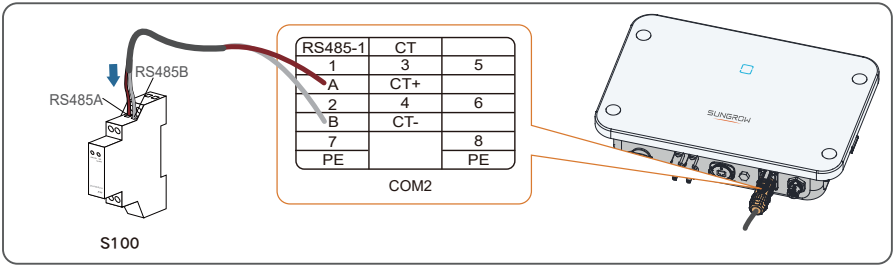 RS485B
RS485A
S100
RS485-1 CT
1 3 5
A CT+
2 4 6
B CT-
7 8
PE PE
COM2
SUNGROW